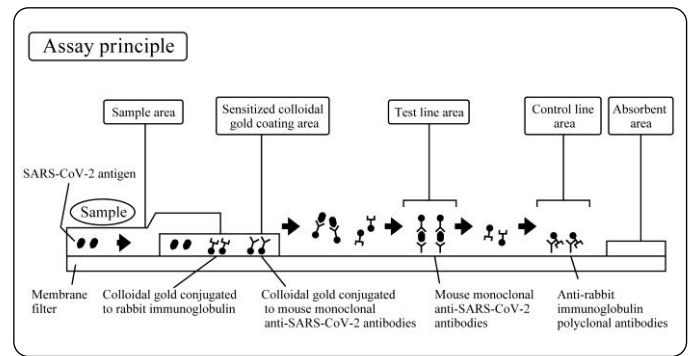 Assay principle
Sample area
Sensitized colloidal
gold coating area
Test line area
Control line
area
Absorbent
area
SARS-CoV-2 antigen
Sample
Membrane
filter
Colloidal gold conjugated
to rabbit immunoglobulin
Colloidal gold conjugated
to mouse monoclonal
anti-SARS-CoV-2 antibodies
Mouse monoclonal
anti-SARS-CoV-2
antibodies
Anti-rabbit
immunoglobulin
polyclonal antibodies